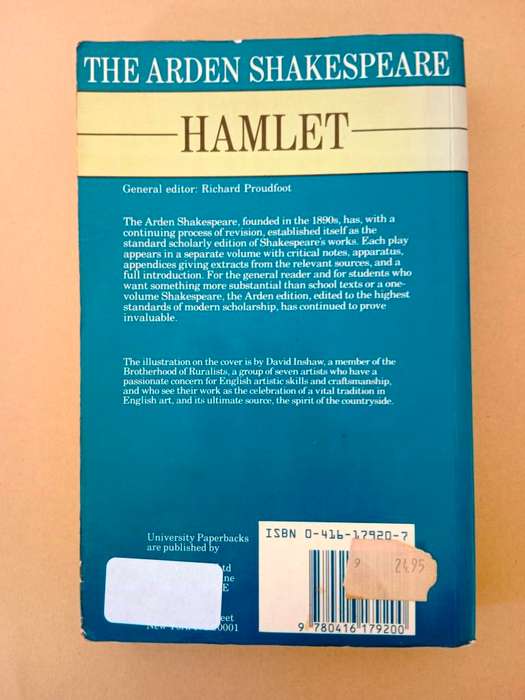 THE ARDEN SHAKESPEARE
HAMLET
General editor: Richard Proudfoot
The Arden Shakespeare, founded in the 1890s, has, with a
continuing process of revision, established itself as the
standard scholarly edition of Shakespeare's works. Each play
appears in a separate volume with critical notes, apparatus,
appendices giving extracts from the relevant sources, and a
full introduction. For the general reader and for students who
want something more substantial than school texts or a one-
volume Shakespeare, the Arden edition, edited to the highest
standards of modern scholarship, has continued to prove
invaluable.
The illustration on the cover is by David Inshaw, a member of the
Brotherhood of Ruralists, a group of seven artists who have a
passionate concern for English artistic skills and craftsmanship,
and who see their work as the celebration of a vital tradition in
English art, and its ultimate source, the spirit of the countryside.
University Paperbacks
are published by
ISBN 0-416-17920-7
9 24.95
9 780416 179200